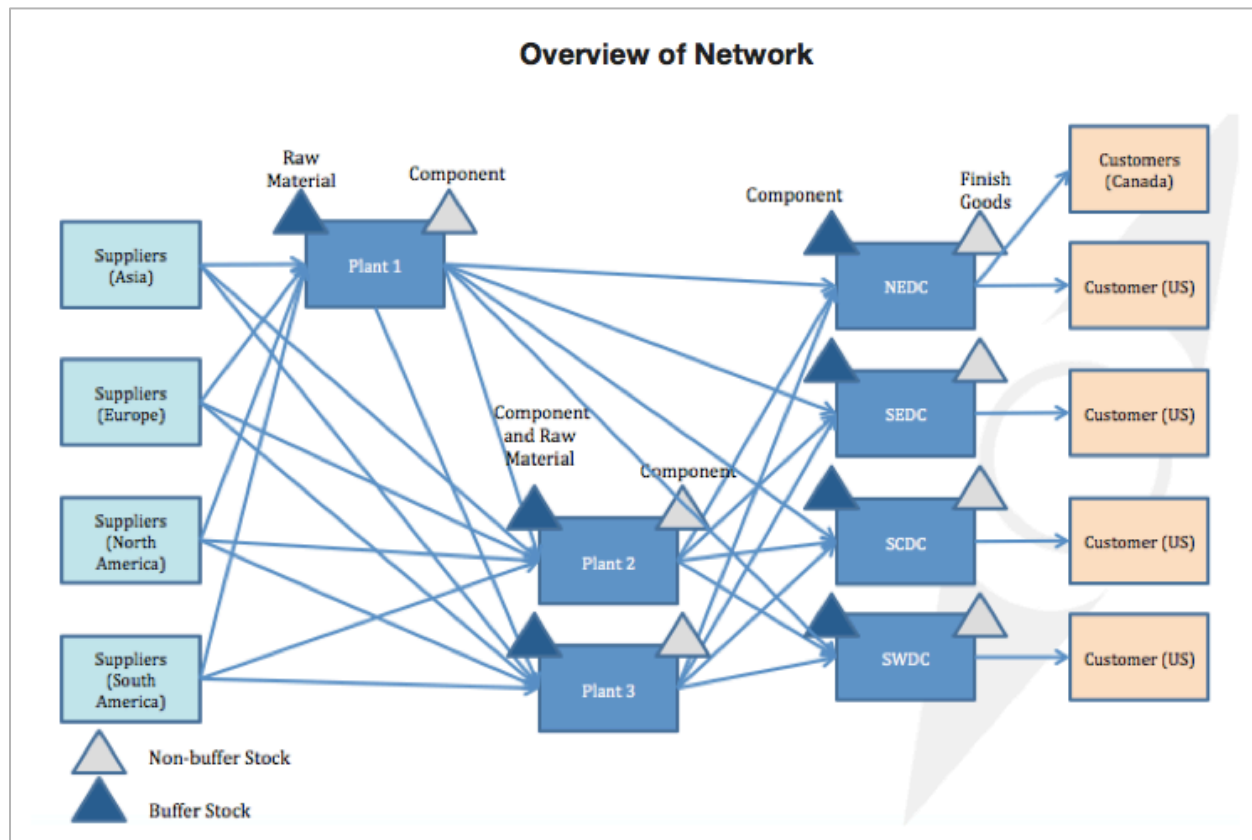 Overview of Network
Raw
Material
Component
Component
Finish
Goods
Customers
(Canada)
Suppliers
(Asia)
Plant 1
NEDC
Customer (US)
Suppliers
(Europe)
Component
and Raw
Material
SEDC
Customer (US)
Component
Suppliers
(North
America)
Plant 2
SCDC
Customer (US)
Suppliers
(South
America)
Plant 3
SWDC
Customer (US)
Non-buffer Stock
Buffer Stock